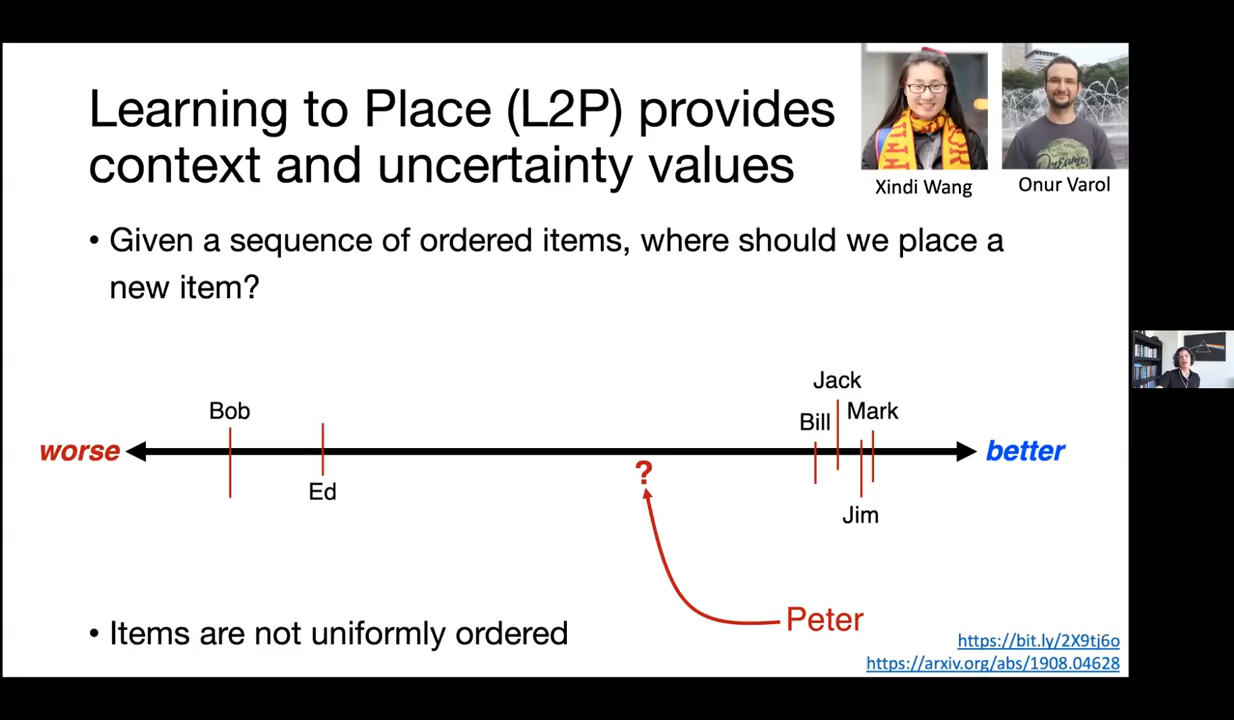 Learning to Place (L2P) provides
context and uncertainty values
Xindi Wang
Onur Varol
• Given a sequence of ordered items, where should we place a
new item?
Jack
Bob
Bill
Mark
worse
better
?
Ed
Jim
Peter
• Items are not uniformly ordered
https://bit.ly/2X9tj6o
https://arxiv.org/abs/1908.04628